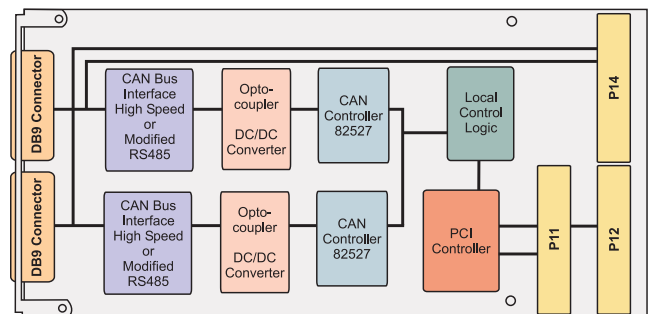 DB9 Connector
CAN Bus
Interface
High Speed
or
Modified
RS485
Opto-
coupler
DC/DC
Converter
CAN
Controller
82527
Local
Control
Logic
P14
DB9 Connector
CAN Bus
Interface
High Speed
or
Modified
RS485
Opto-
coupler
DC/DC
Converter
CAN
Controller
82527
PCI
Controller
P11
P12